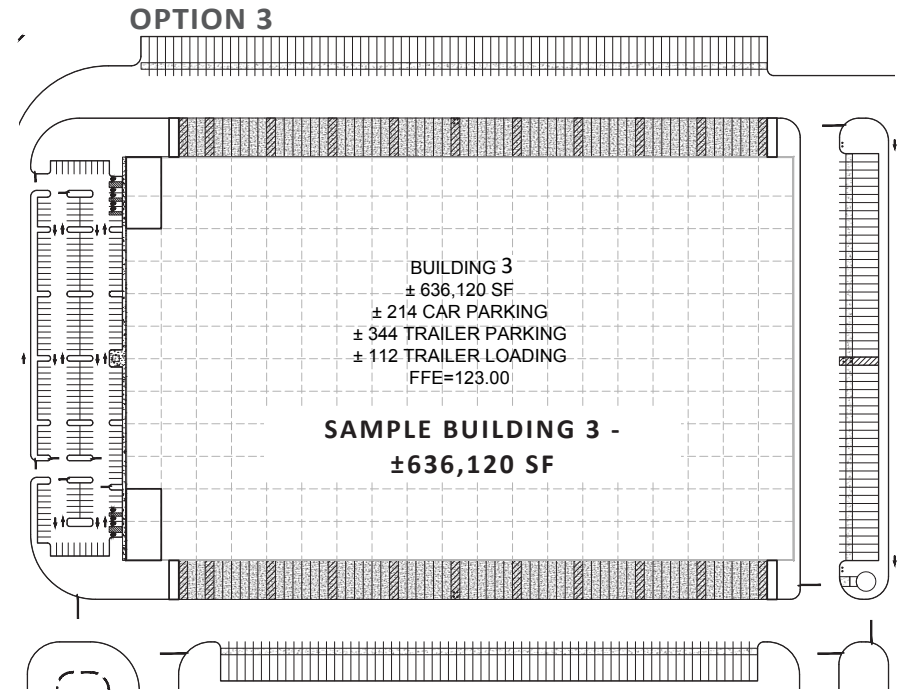 OPTION 3
BUILDING 3
± 636,120 SF
± 214 CAR PARKING
± 344 TRAILER PARKING
± 112 TRAILER LOADING
FFE=123.00
SAMPLE BUILDING 3 -
±636,120 SF